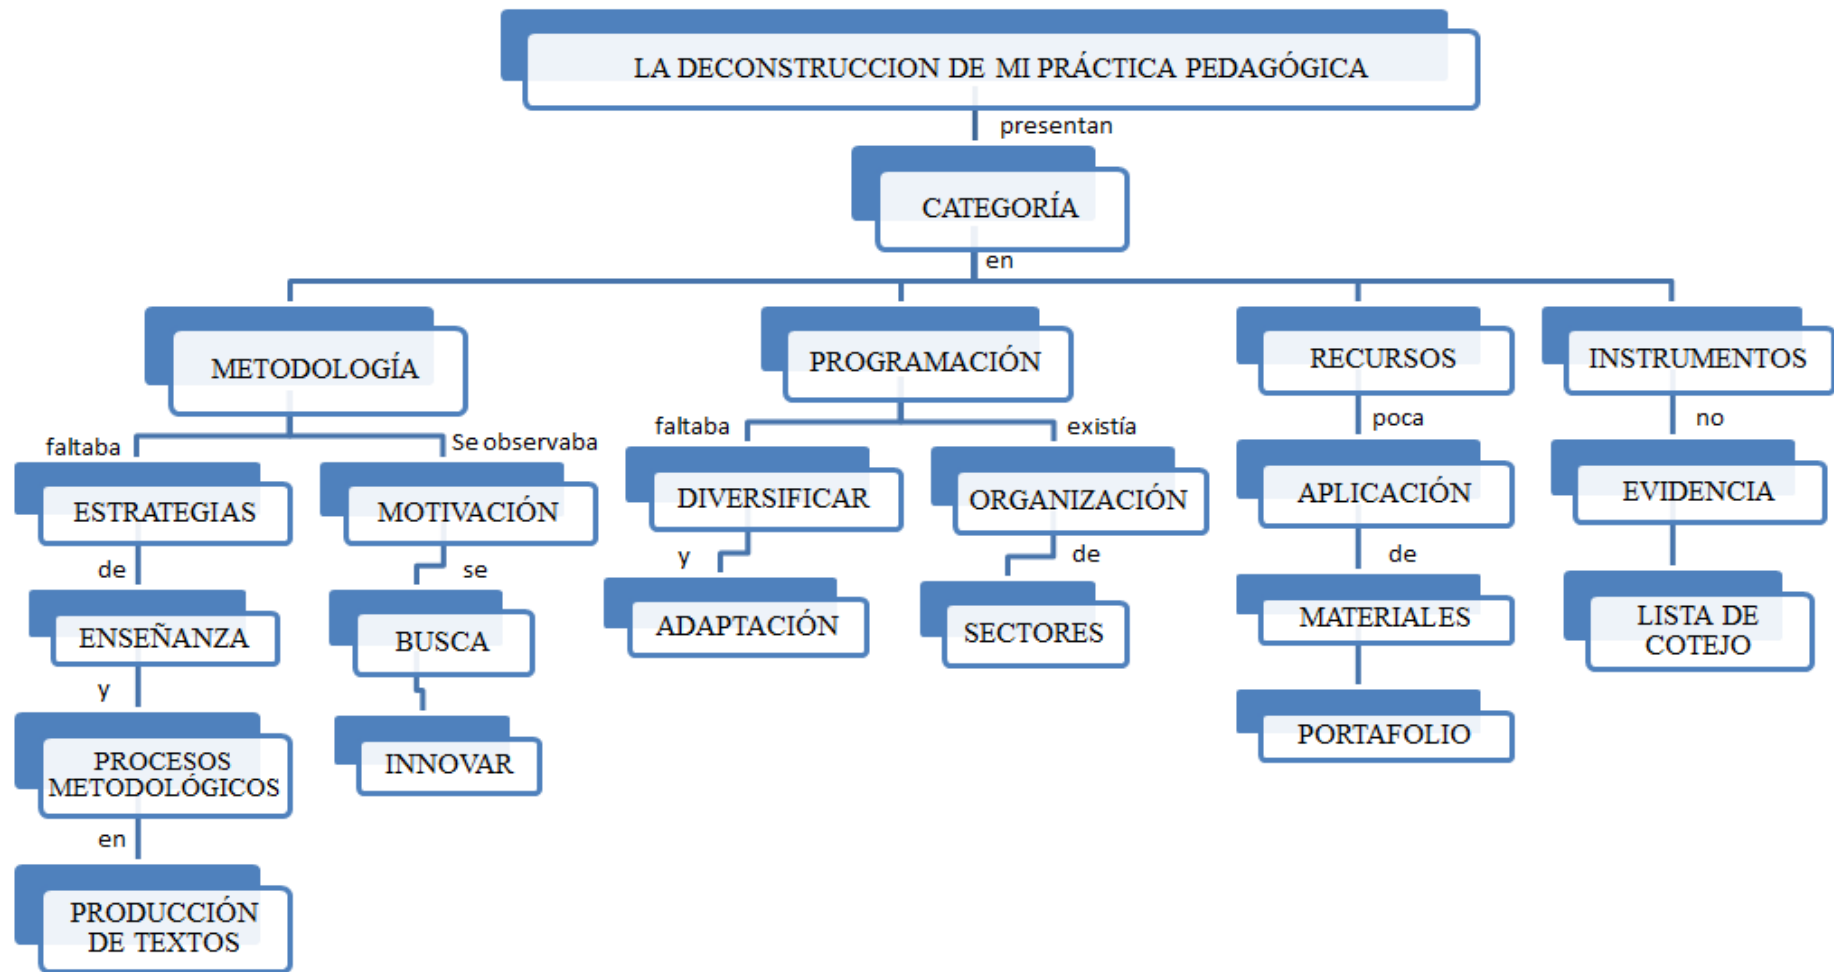 LA DECONSTRUCCION DE MI PRÁCTICA PEDAGÓGICA
presentan
CATEGORÍA
en
METODOLOGÍA
PROGRAMACIÓN
RECURSOS
INSTRUMENTOS
faltaba
Se observaba
faltaba
existía
poca
no
ESTRATEGIAS
MOTIVACIÓN
DIVERSIFICAR
ORGANIZACIÓN
APLICACIÓN
EVIDENCIA
de
se
y
de
de
ENSEÑANZA
BUSCA
ADAPTACIÓN
SECTORES
MATERIALES
LISTA DE
COTEJO
y
PROCESOS
METODOLÓGICOS
INNOVAR
PORTAFOLIO
en
PRODUCCIÓN
DE TEXTOS